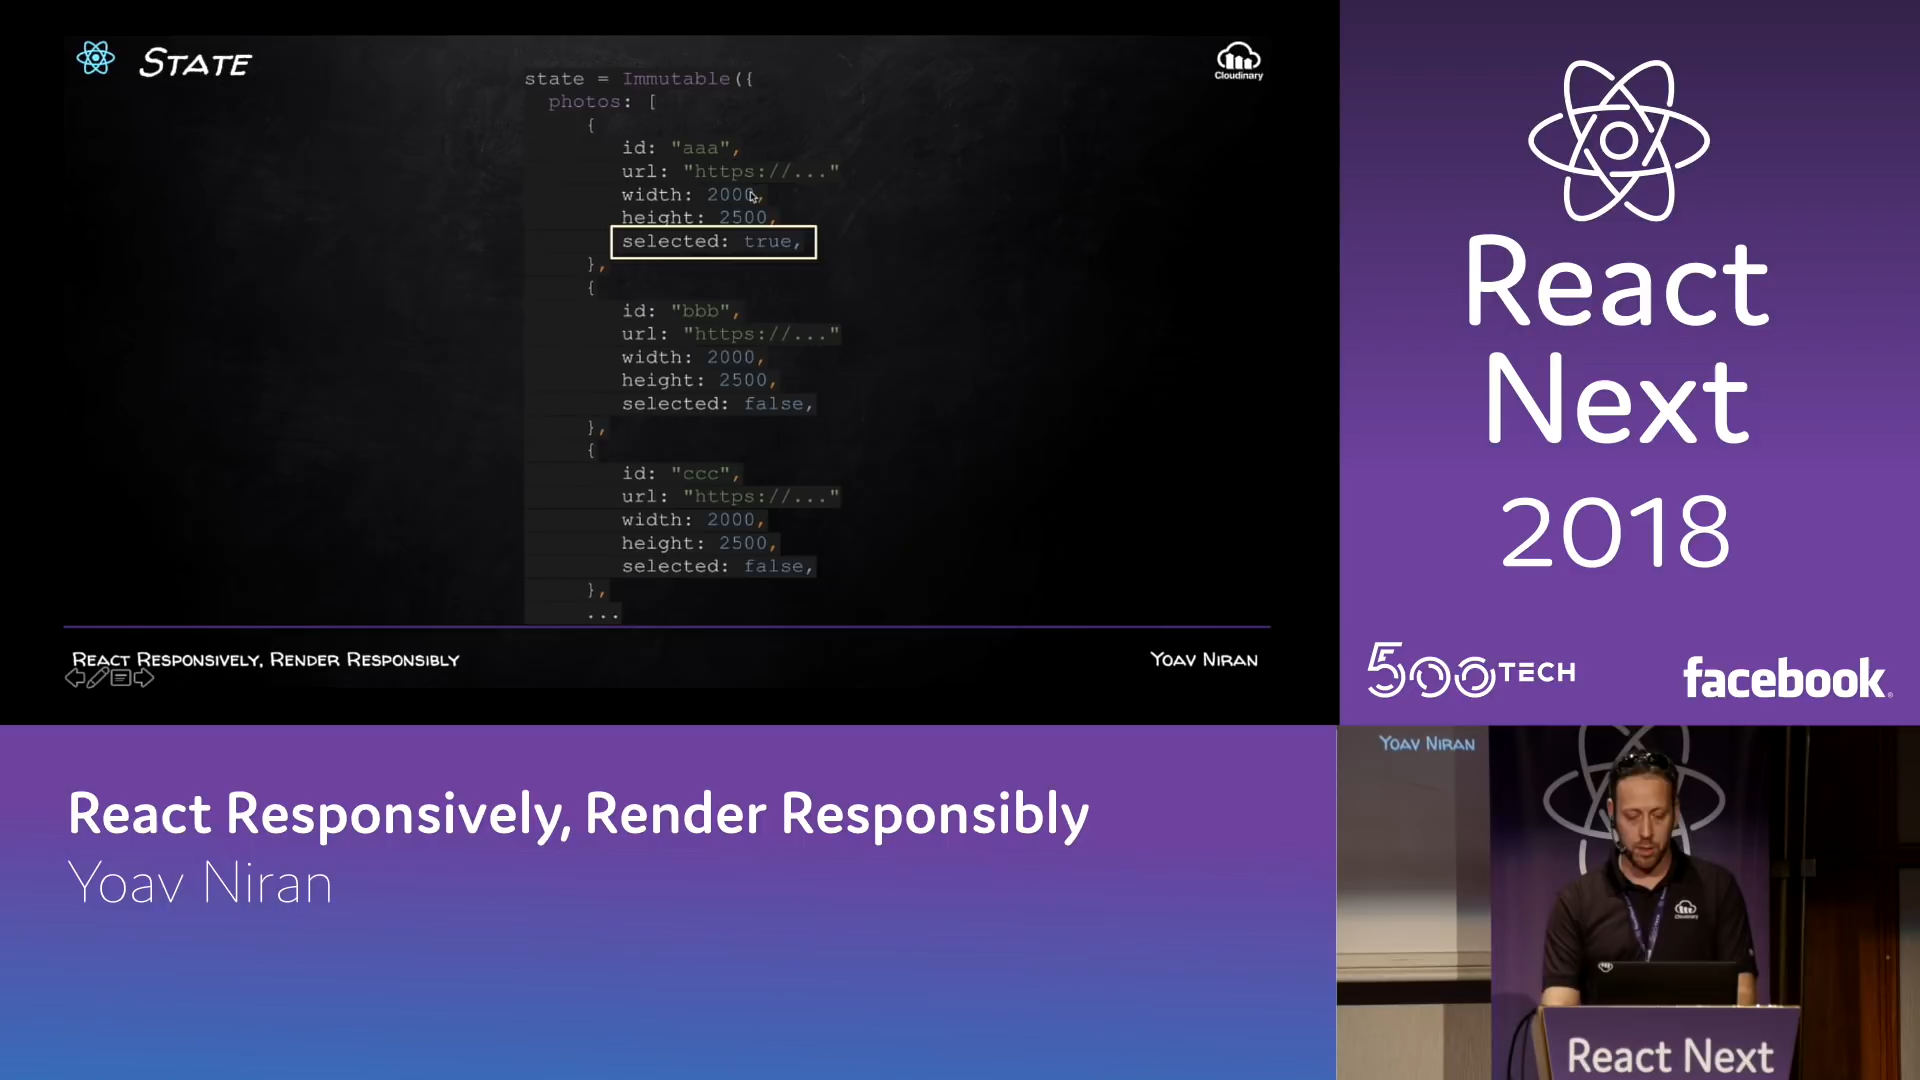 State
Cloudinary
state = Immutable({
photos: [
{
id: "aaa",
url: "https://..."
width: 2000,
height: 2500,
selected: true,
},
{
id: "bbb",
url: "https://..."
width: 2000,
height: 2500,
selected: false,
},
{
id: "ccc",
url: "https://..."
width: 2000,
height: 2500,
selected: false,
},
...
React Responsively, Render Responsibly
Yoav Niran
React
Next
2018
500TECH
facebook
React Responsively, Render Responsibly
Yoav Niran
Yoav Niran
Cloudinary
React Next